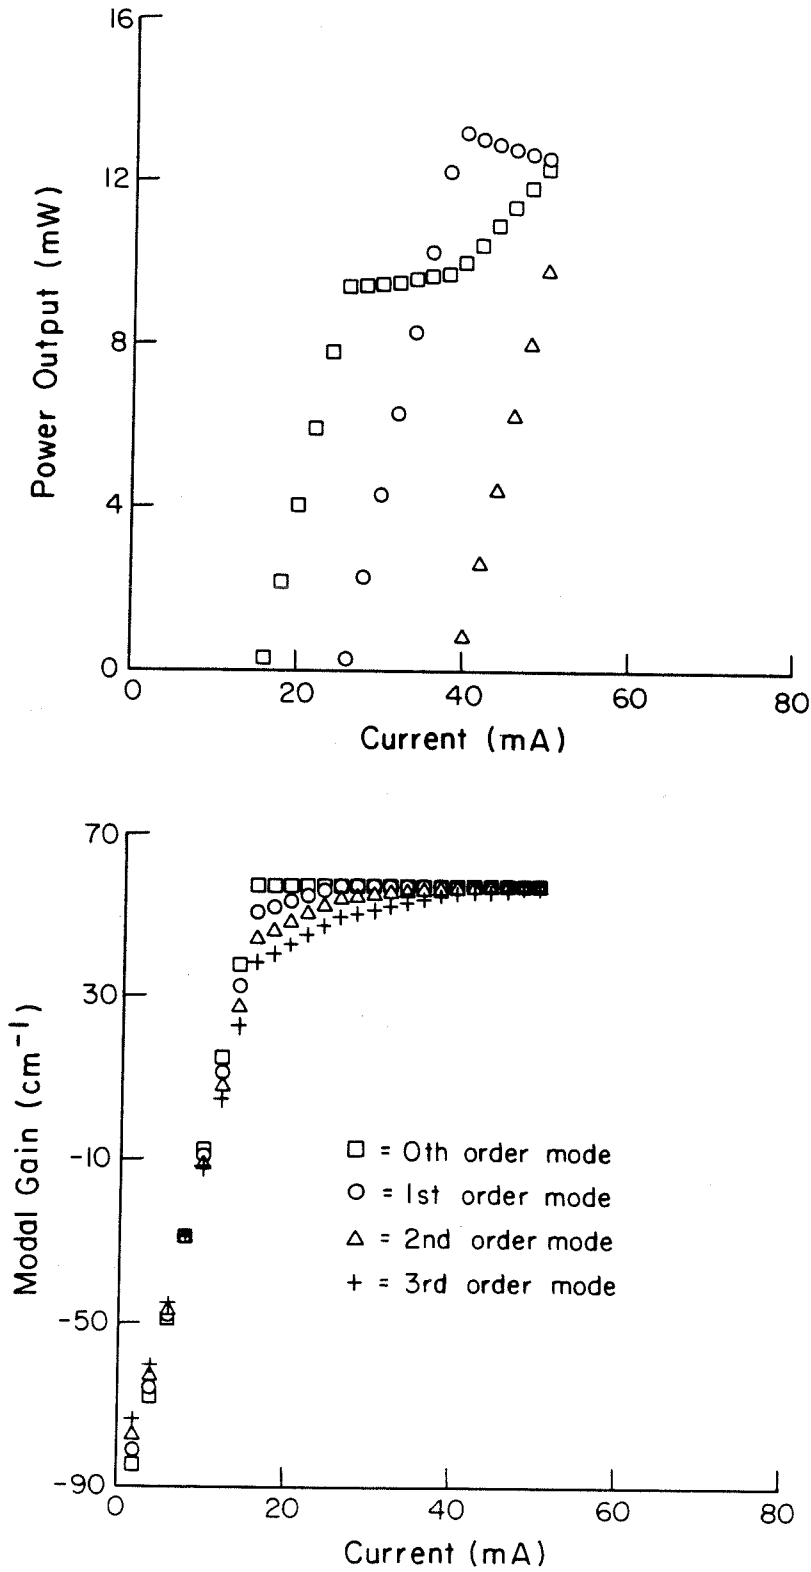 16
12
8
4
0
Power Output (mW)
0 20 40 60 80
Current (mA)
70
30
-10
-50
-90
Modal Gain (cm⁻¹)
□ = 0th order mode
○ = 1st order mode
△ = 2nd order mode
+ = 3rd order mode
0 20 40 60 80
Current (mA)